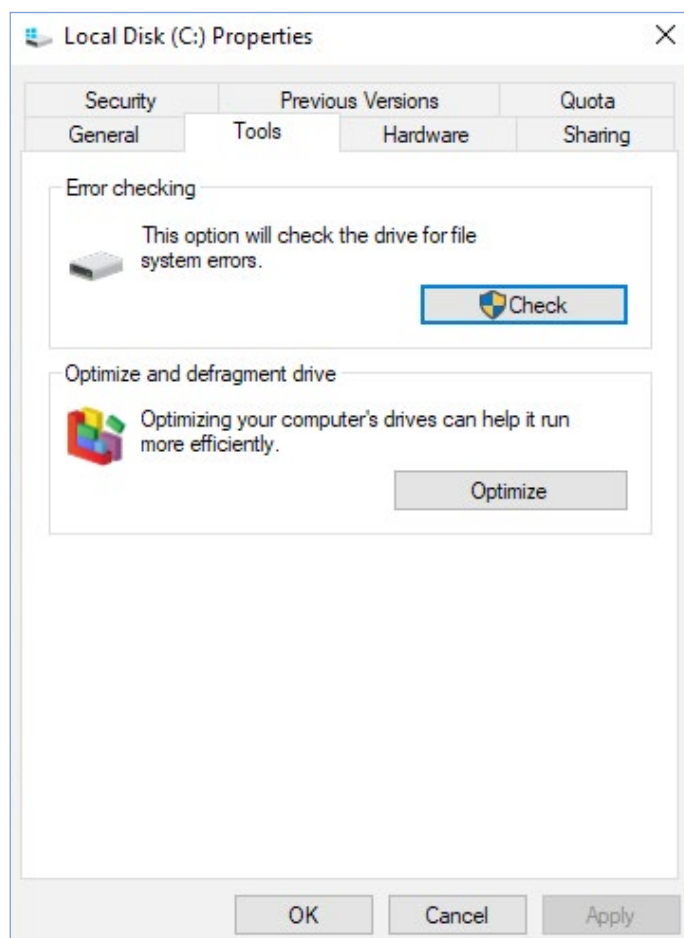 Local Disk (C:) Properties
Security Previous Versions Quota
General Tools Hardware Sharing
Error checking
This option will check the drive for file
system errors.
Check
Optimize and defragment drive
Optimizing your computer's drives can help it run
more efficiently.
Optimize
OK Cancel Apply